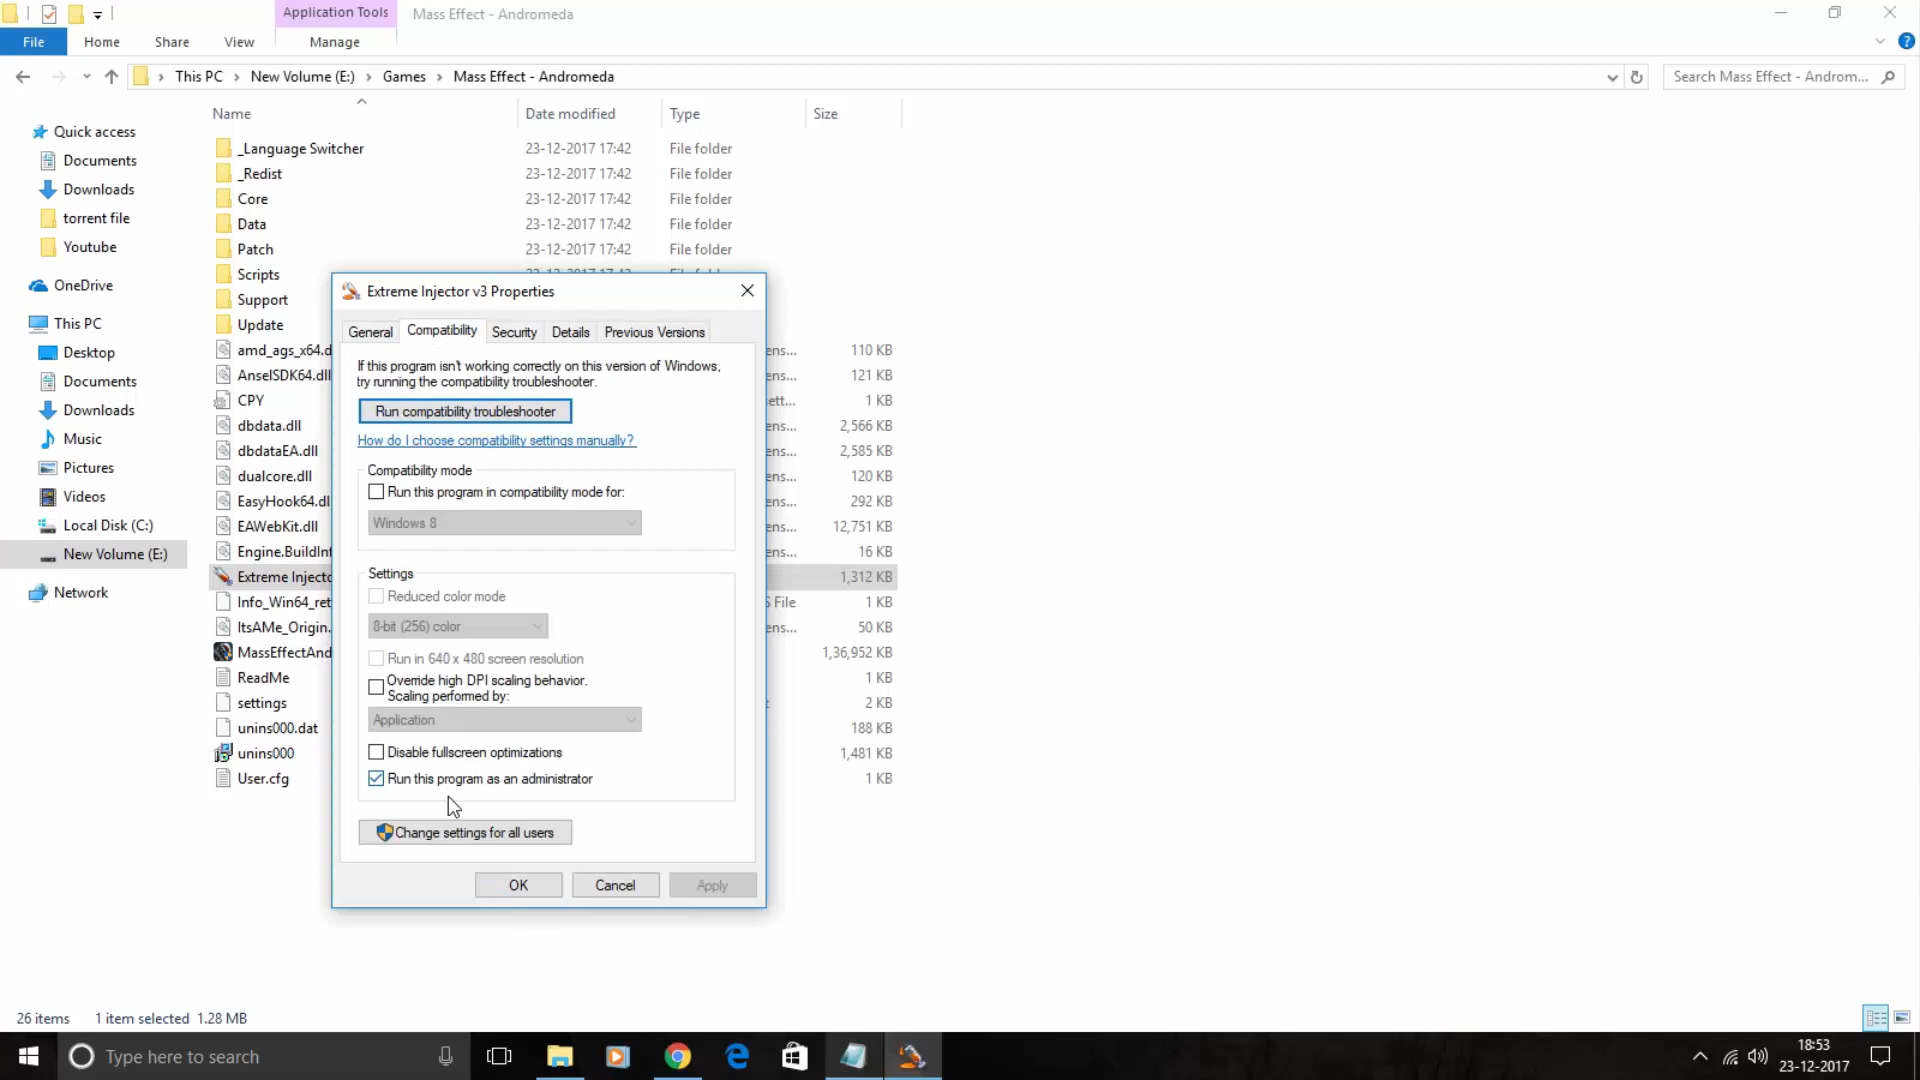 Application Tools
Mass Effect - Andromeda
File
Home
Share
View
Manage
This PC
New Volume (E:)
Games
Mass Effect - Andromeda
Search Mass Effect - Androm...
Name
Date modified
Type
Size
Quick access
Documents
Downloads
torrent file
Youtube
OneDrive
This PC
Desktop
Documents
Downloads
Music
Pictures
Videos
Local Disk (C:)
New Volume (E:)
Network
_Language Switcher 23-12-2017 17:42 File folder
_Redist 23-12-2017 17:42 File folder
Core 23-12-2017 17:42 File folder
Data 23-12-2017 17:42 File folder
Patch 23-12-2017 17:42 File folder
Scripts
Support
Update
amd_ags_x64.d ens... 110 KB
AnselSDK64.dll ens... 121 KB
CPY ett... 1 KB
dbdata.dll ens... 2,566 KB
dbdataEA.dll ens... 2,585 KB
dualcore.dll ens... 120 KB
EasyHook64.dl ens... 292 KB
EAWebKit.dll ens... 12,751 KB
Engine.BuildInf ens... 16 KB
Extreme Injecto 1,312 KB
Info_Win64_ret S File 1 KB
ItsAMe_Origin. ens... 50 KB
MassEffectAnd 1,36,952 KB
ReadMe 1 KB
settings 2 KB
unins000.dat 188 KB
unins000 1,481 KB
User.cfg 1 KB
Extreme Injector v3 Properties
General
Compatibility
Security
Details
Previous Versions
If this program isn't working correctly on this version of Windows,
try running the compatibility troubleshooter.
Run compatibility troubleshooter
How do I choose compatibility settings manually?
Compatibility mode
Run this program in compatibility mode for:
Windows 8
Settings
Reduced color mode
8-bit (256) color
Run in 640 x 480 screen resolution
Override high DPI scaling behavior.
Scaling performed by:
Application
Disable fullscreen optimizations
Run this program as an administrator
Change settings for all users
OK
Cancel
Apply
26 items
1 item selected 1.28 MB
Type here to search
18:53
23-12-2017